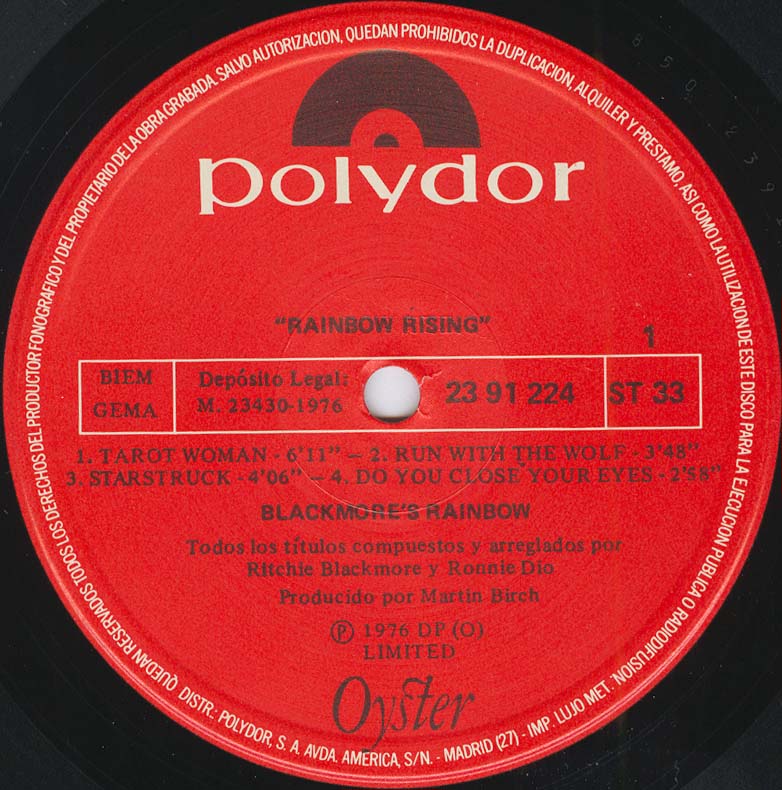 QUEDAN RESERVADOS TODOS LOS DERECHOS DEL PRODUCTOR FONOGRAFICO Y DEL PROPIETARIO DE LA OBRA GRABADA. SALVO AUTORIZACION, QUEDAN PROHIBIDOS LA DUPLICACION, ALQUILER Y PRESTAMO, ASI COMO LA UTILIZACION DE ESTE DISCO PARA LA EJECUCION PUBLICA O RADIODIFUSION.
polydor
"RAINBOW RISING"
1
BIEM
GEMA
Depósito Legal:
M. 23430-1976
23 91 224
ST 33
1. TAROT WOMAN - 6'11" — 2. RUN WITH THE WOLF - 3'48"
3. STARSTRUCK - 4'06" — 4. DO YOU CLOSE YOUR EYES - 2'58"
BLACKMORE'S RAINBOW
Todos los títulos compuestos y arreglados por
Ritchie Blackmore y Ronnie Dio
Producido por Martin Birch
Ⓟ 1976 DP (O)
LIMITED
Oyster
DISTR.: POLYDOR, S. A. AVDA. AMERICA, S/N. - MADRID (27) - IMP. LUJO MET.